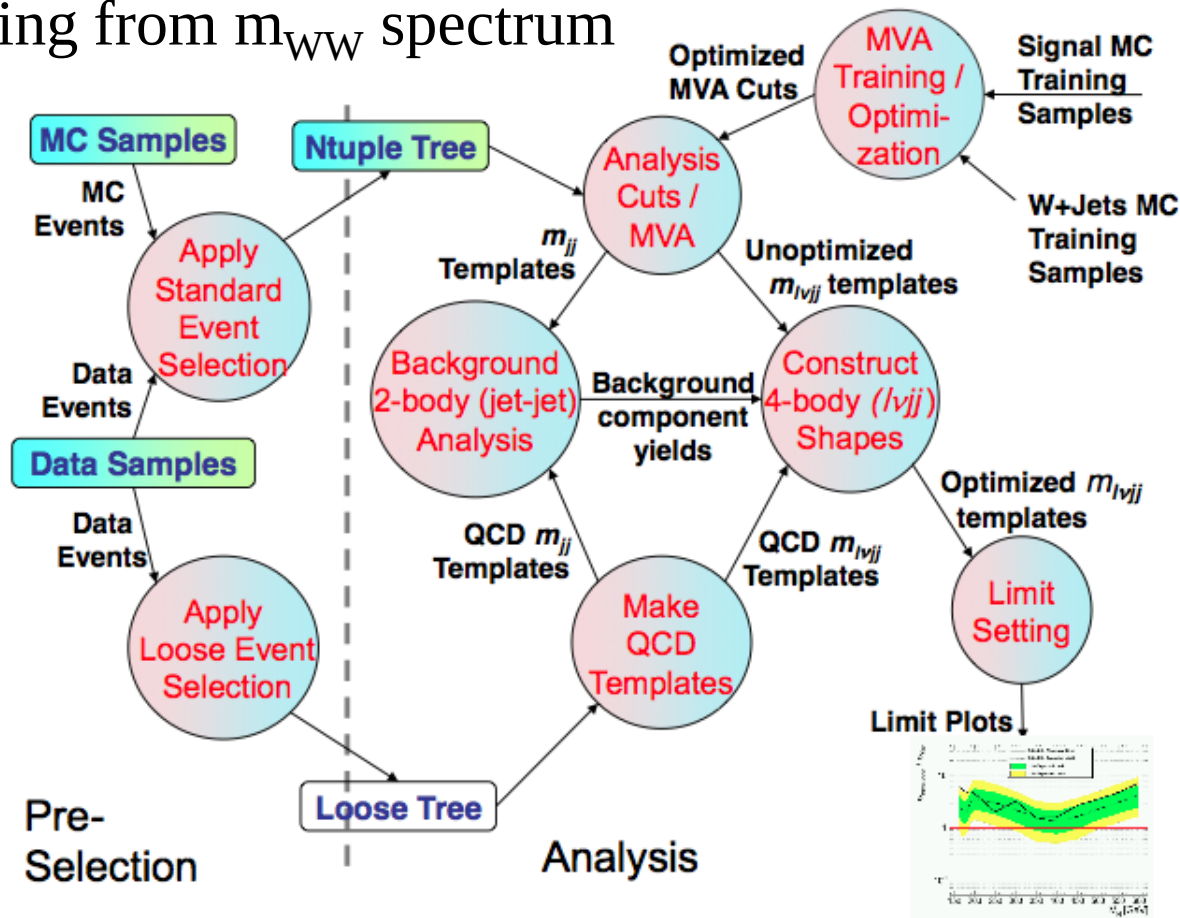 ing from mWW spectrum
MC Samples
MC
Events
Ntuple Tree
Optimized
MVA Cuts
MVA
Training /
Optimi-
zation
Signal MC
Training
Samples
W+Jets MC
Training
Samples
Analysis
Cuts /
MVA
Apply
Standard
Event
Selection
mjj
Templates
Unoptimized
mlvjj templates
Data
Events
Data Samples
Data
Events
Background
2-body (jet-jet)
Analysis
Background
component
yields
Construct
4-body (lνjj)
Shapes
QCD mjj
Templates
QCD mlvjj
Templates
Optimized mlvjj
templates
Apply
Loose Event
Selection
Make
QCD
Templates
Limit
Setting
Loose Tree
Limit Plots
Pre-
Selection
Analysis